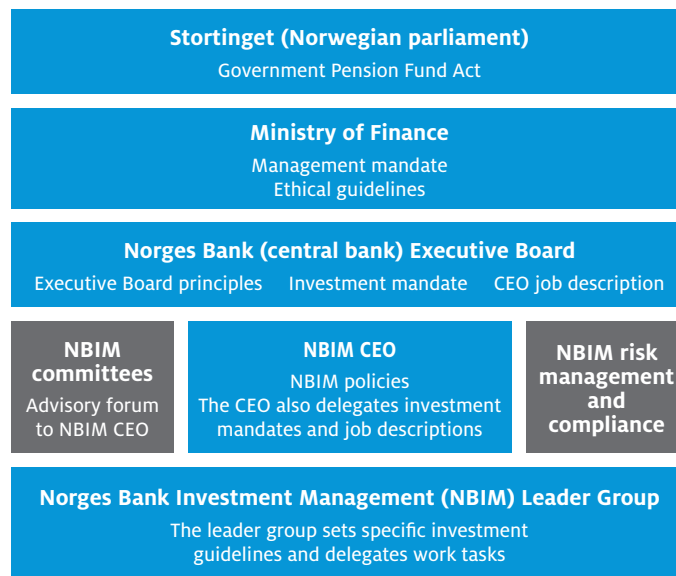 Stortinget (Norwegian parliament)
Government Pension Fund Act
Ministry of Finance
Management mandate
Ethical guidelines
Norges Bank (central bank) Executive Board
Executive Board principles Investment mandate CEO job description
NBIM
committees
Advisory forum
to NBIM CEO
NBIM CEO
NBIM policies
The CEO also delegates investment
mandates and job descriptions
NBIM risk
management
and
compliance
Norges Bank Investment Management (NBIM) Leader Group
The leader group sets specific investment
guidelines and delegates work tasks